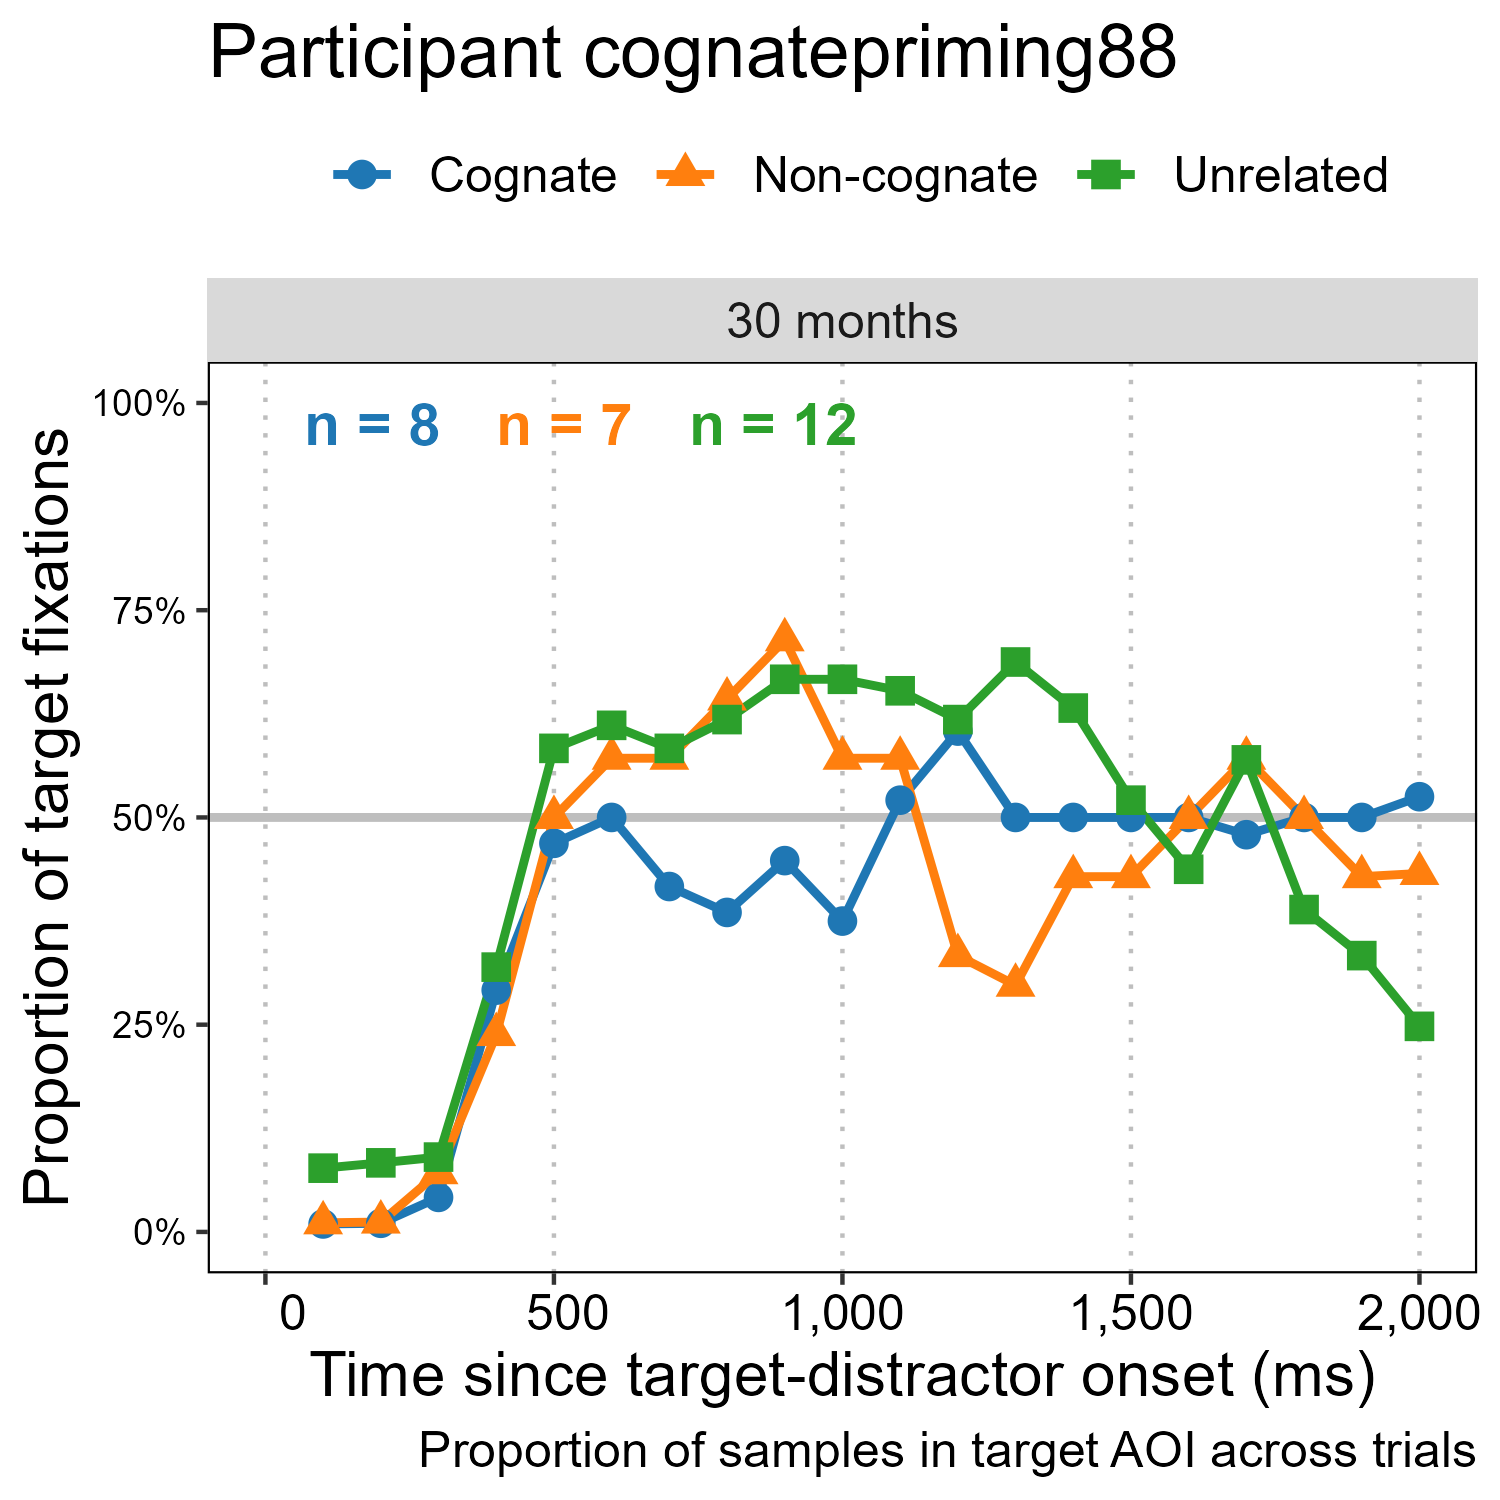 Participant cognatepriming88
Cognate Non-cognate Unrelated
30 months
n = 8 n = 7 n = 12
100%
75%
50%
25%
0%
Proportion of target fixations
0 500 1,000 1,500 2,000
Time since target-distractor onset (ms)
Proportion of samples in target AOI across trials